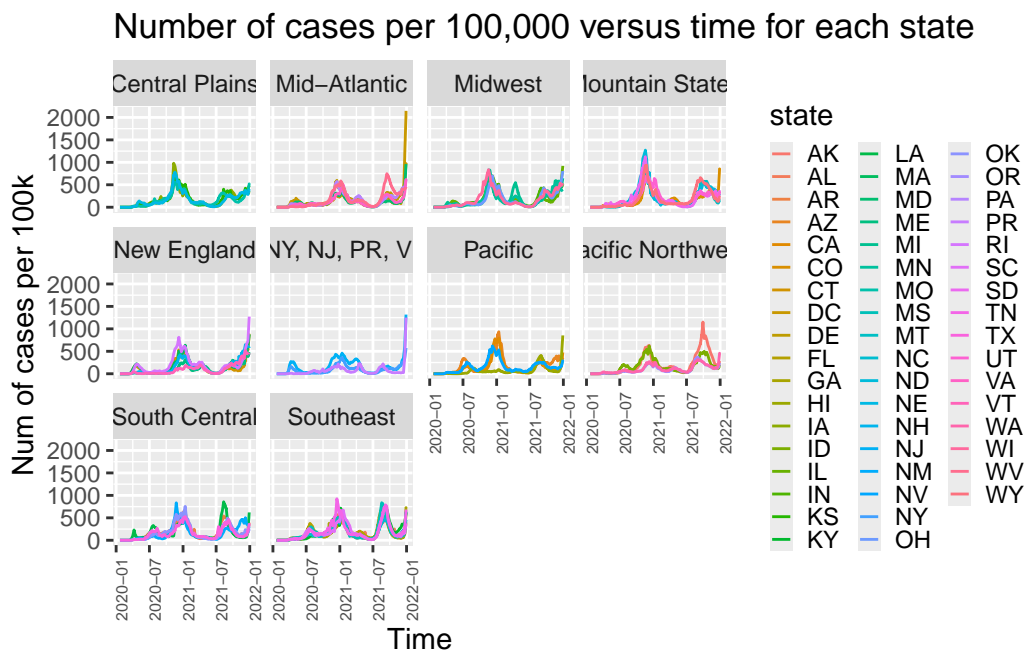 Number of cases per 100,000 versus time for each state
Central Plains
Mid−Atlantic
Midwest
Mountain State
New England
NY, NJ, PR, V
Pacific
acific Northwe
South Central
Southeast
2000
1500
1000
500
0
2000
1500
1000
500
0
2000
1500
1000
500
0
2020−01
2020−07
2021−01
2021−07
2022−01
2020−01
2020−07
2021−01
2021−07
2022−01
2020−01
2020−07
2021−01
2021−07
2022−01
2020−01
2020−07
2021−01
2021−07
2022−01
Num of cases per 100k
Time
state
AK
AL
AR
AZ
CA
CO
CT
DC
DE
FL
GA
HI
IA
ID
IL
IN
KS
KY
LA
MA
MD
ME
MI
MN
MO
MS
MT
NC
ND
NE
NH
NJ
NM
NV
NY
OH
OK
OR
PA
PR
RI
SC
SD
TN
TX
UT
VA
VT
WA
WI
WV
WY